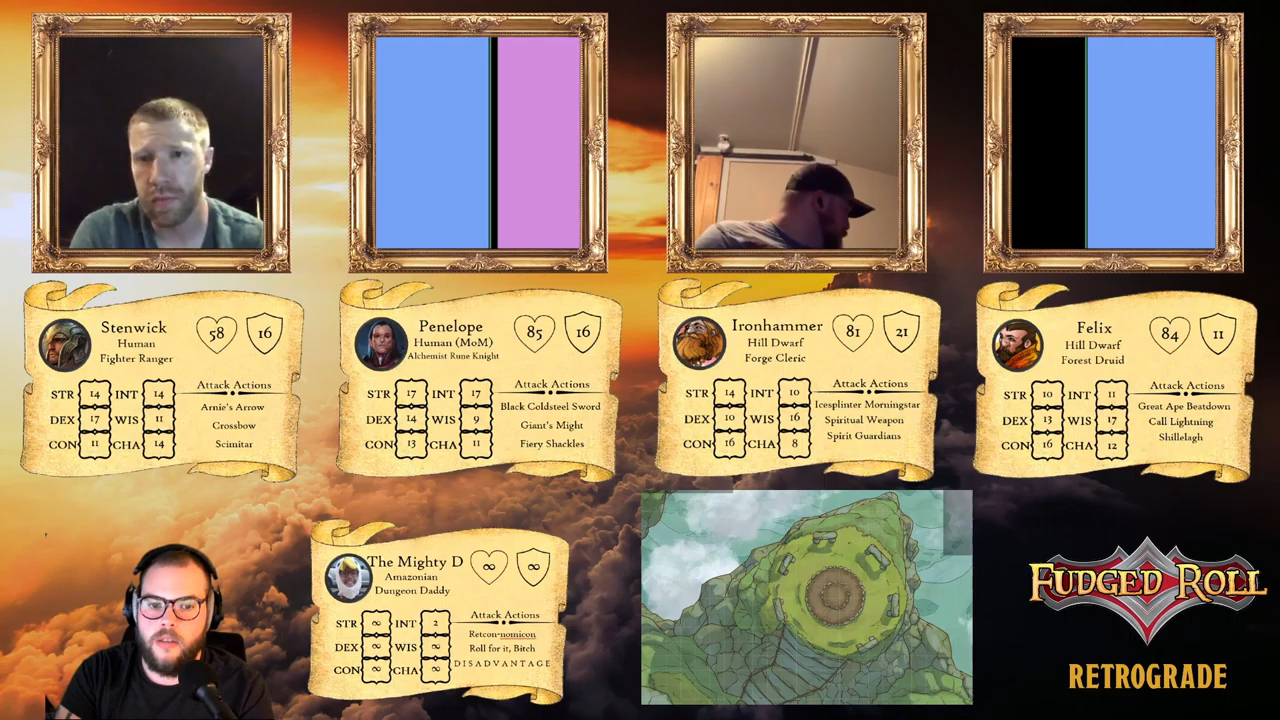 Stenwick
Human
Fighter Ranger
58
16
STR 14 INT 14
DEX 17 WIS 11
CON 11 CHA 14
Attack Actions
Arnie's Arrow
Crossbow
Scimitar
Penelope
Human (MoM)
Alchemist Rune Knight
85
16
STR 17 INT 17
DEX 14 WIS 9
CON 13 CHA 11
Attack Actions
Black Coldsteel Sword
Giant's Might
Fiery Shackles
Ironhammer
Hill Dwarf
Forge Cleric
81
21
STR 14 INT 10
DEX 10 WIS 16
CON 16 CHA 8
Attack Actions
Icesplinter Morningstar
Spiritual Weapon
Spirit Guardians
Felix
Hill Dwarf
Forest Druid
84
11
STR 10 INT 11
DEX 13 WIS 17
CON 16 CHA 12
Attack Actions
Great Ape Beatdown
Call Lightning
Shillelagh
The Mighty D
Amazonian
Dungeon Daddy
∞
∞
STR ∞ INT 2
DEX ∞ WIS ∞
CON ∞ CHA ∞
Attack Actions
Retcon-nomicon
Roll for it, Bitch
DISADVANTAGE
FUDGED ROLL
RETROGRADE